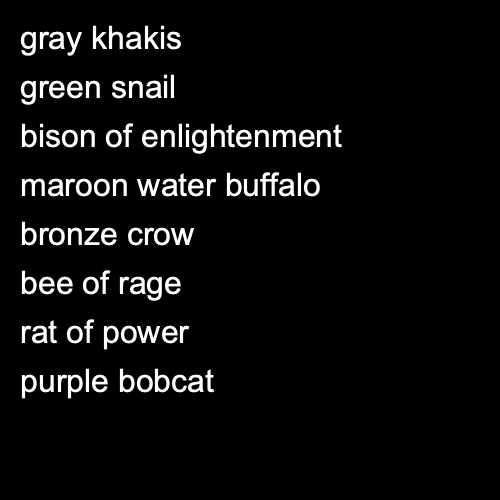 gray khakis
green snail
bison of enlightenment
maroon water buffalo
bronze crow
bee of rage
rat of power
purple bobcat